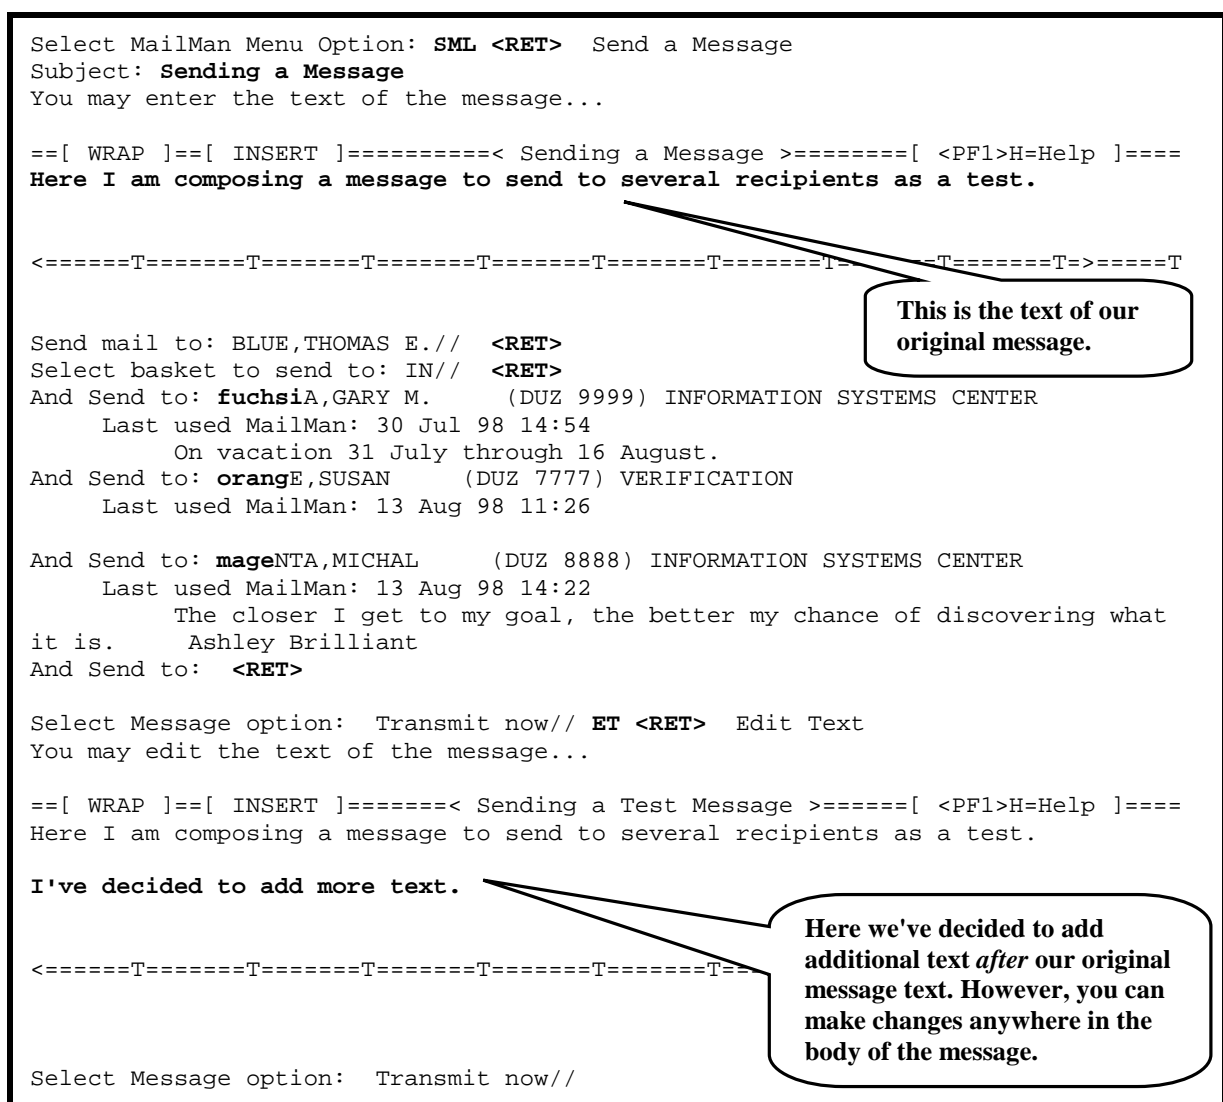 Select MailMan Menu Option: SML <RET>  Send a Message
Subject: Sending a Message
You may enter the text of the message...
==[ WRAP ]==[ INSERT ]==========< Sending a Message >========[ <PF1>H=Help ]====
Here I am composing a message to send to several recipients as a test.
<======T=======T=======T=======T=======T=======T=======T=======T=======T=>=====T
This is the text of our
original message.
Send mail to: BLUE,THOMAS E.//  <RET>
Select basket to send to: IN//  <RET>
And Send to: fuchsiA,GARY M.     (DUZ 9999) INFORMATION SYSTEMS CENTER
     Last used MailMan: 30 Jul 98 14:54
          On vacation 31 July through 16 August.
And Send to: orangE,SUSAN     (DUZ 7777) VERIFICATION
     Last used MailMan: 13 Aug 98 11:26
And Send to: mageNTA,MICHAL     (DUZ 8888) INFORMATION SYSTEMS CENTER
     Last used MailMan: 13 Aug 98 14:22
          The closer I get to my goal, the better my chance of discovering what
it is.     Ashley Brilliant
And Send to:  <RET>
Select Message option:  Transmit now// ET <RET>  Edit Text
You may edit the text of the message...
==[ WRAP ]==[ INSERT ]=======< Sending a Test Message >======[ <PF1>H=Help ]====
Here I am composing a message to send to several recipients as a test.
I've decided to add more text.
<======T=======T=======T=======T=======T=======T===
Here we've decided to add
additional text after our original
message text. However, you can
make changes anywhere in the
body of the message.
Select Message option:  Transmit now//